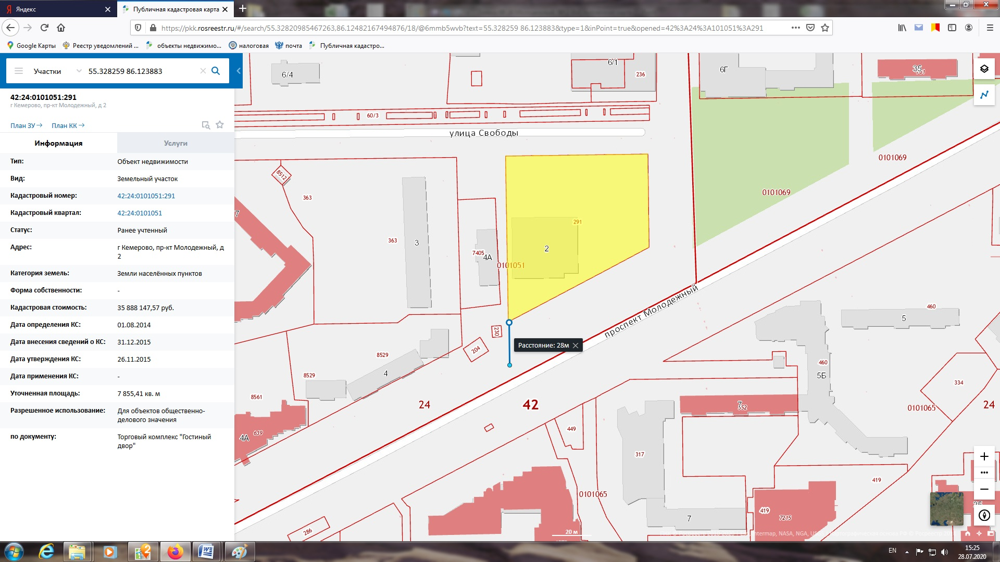 Яндекс
Публичная кадастровая карта
https://pkk.rosreestr.ru/#/search/55.32820985467263,86.12482167494876/18/@6mmb5wvb?text=55.328259 86.123883&type=1&inPoint=true&opened=42%3A24%3A101051%3A291
Google Карты
Реестр уведомлений ...
объекты недвижимо...
налоговая
почта
Публичная кадастро...
Участки
55.328259 86.123883
42:24:0101051:291
г Кемерово, пр-кт Молодежный, д 2
План ЗУ→
План КК→
Информация
Услуги
Тип: Объект недвижимости
Вид: Земельный участок
Кадастровый номер: 42:24:0101051:291
Кадастровый квартал: 42:24:0101051
Статус: Ранее учтенный
Адрес: г Кемерово, пр-кт Молодежный, д
2
Категория земель: Земли населённых пунктов
Форма собственности: -
Кадастровая стоимость: 35 888 147,57 руб.
Дата определения КС: 01.08.2014
Дата внесения сведений о КС: 31.12.2015
Дата утверждения КС: 26.11.2015
Дата применения КС: -
Уточненная площадь: 7 855,41 кв. м
Разрешенное использование: Для объектов общественно-
делового значения
по документу: Торговый комплекс "Гостиный
двор"
6/4
6/1
236
6Г
35
60/3
улица Свободы
0101069
0101069
8512
363
363
7
3
7405
4А
0101051
291
2
проспект Молодежный
230
204
Расстояние: 28м
8529
8529
4
8561
639
4А
24
42
460
5
460
5Б
334
0101065
24
7
552
449
317
0101065
7
419
419
7215
286
20 м
EN
15:25
28.07.2020